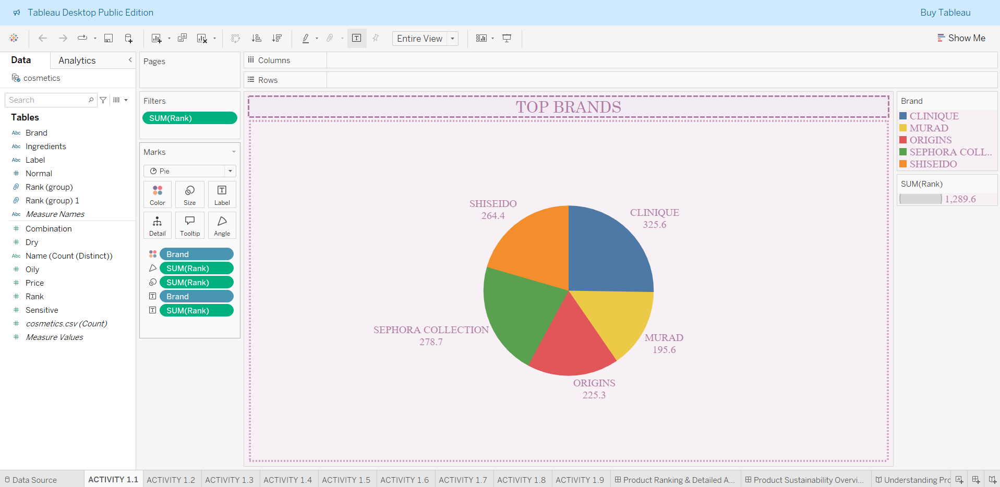 Tableau Desktop Public Edition
Buy Tableau
Entire View
Show Me
Data
Analytics
cosmetics
Search
Tables
Abc Brand
Abc Ingredients
Abc Label
# Normal
Rank (group)
Rank (group) 1
Abc Measure Names
# Combination
# Dry
Abc Name (Count (Distinct))
# Oily
# Price
# Rank
# Sensitive
# cosmetics.csv (Count)
# Measure Values
Pages
Filters
SUM(Rank)
Marks
Pie
Color
Size
T
Label
Detail
Tooltip
Angle
Brand
SUM(Rank)
SUM(Rank)
T Brand
T SUM(Rank)
Columns
Rows
TOP BRANDS
SHISEIDO
264.4
CLINIQUE
325.6
SEPHORA COLLECTION
278.7
MURAD
195.6
ORIGINS
225.3
Brand
CLINIQUE
MURAD
ORIGINS
SEPHORA COLL..
SHISEIDO
SUM(Rank)
1,289.6
Data Source
ACTIVITY 1.1
ACTIVITY 1.2
ACTIVITY 1.3
ACTIVITY 1.4
ACTIVITY 1.5
ACTIVITY 1.6
ACTIVITY 1.7
ACTIVITY 1.8
ACTIVITY 1.9
Product Ranking & Detailed A...
Product Sustainability Overvi...
Understanding Prc